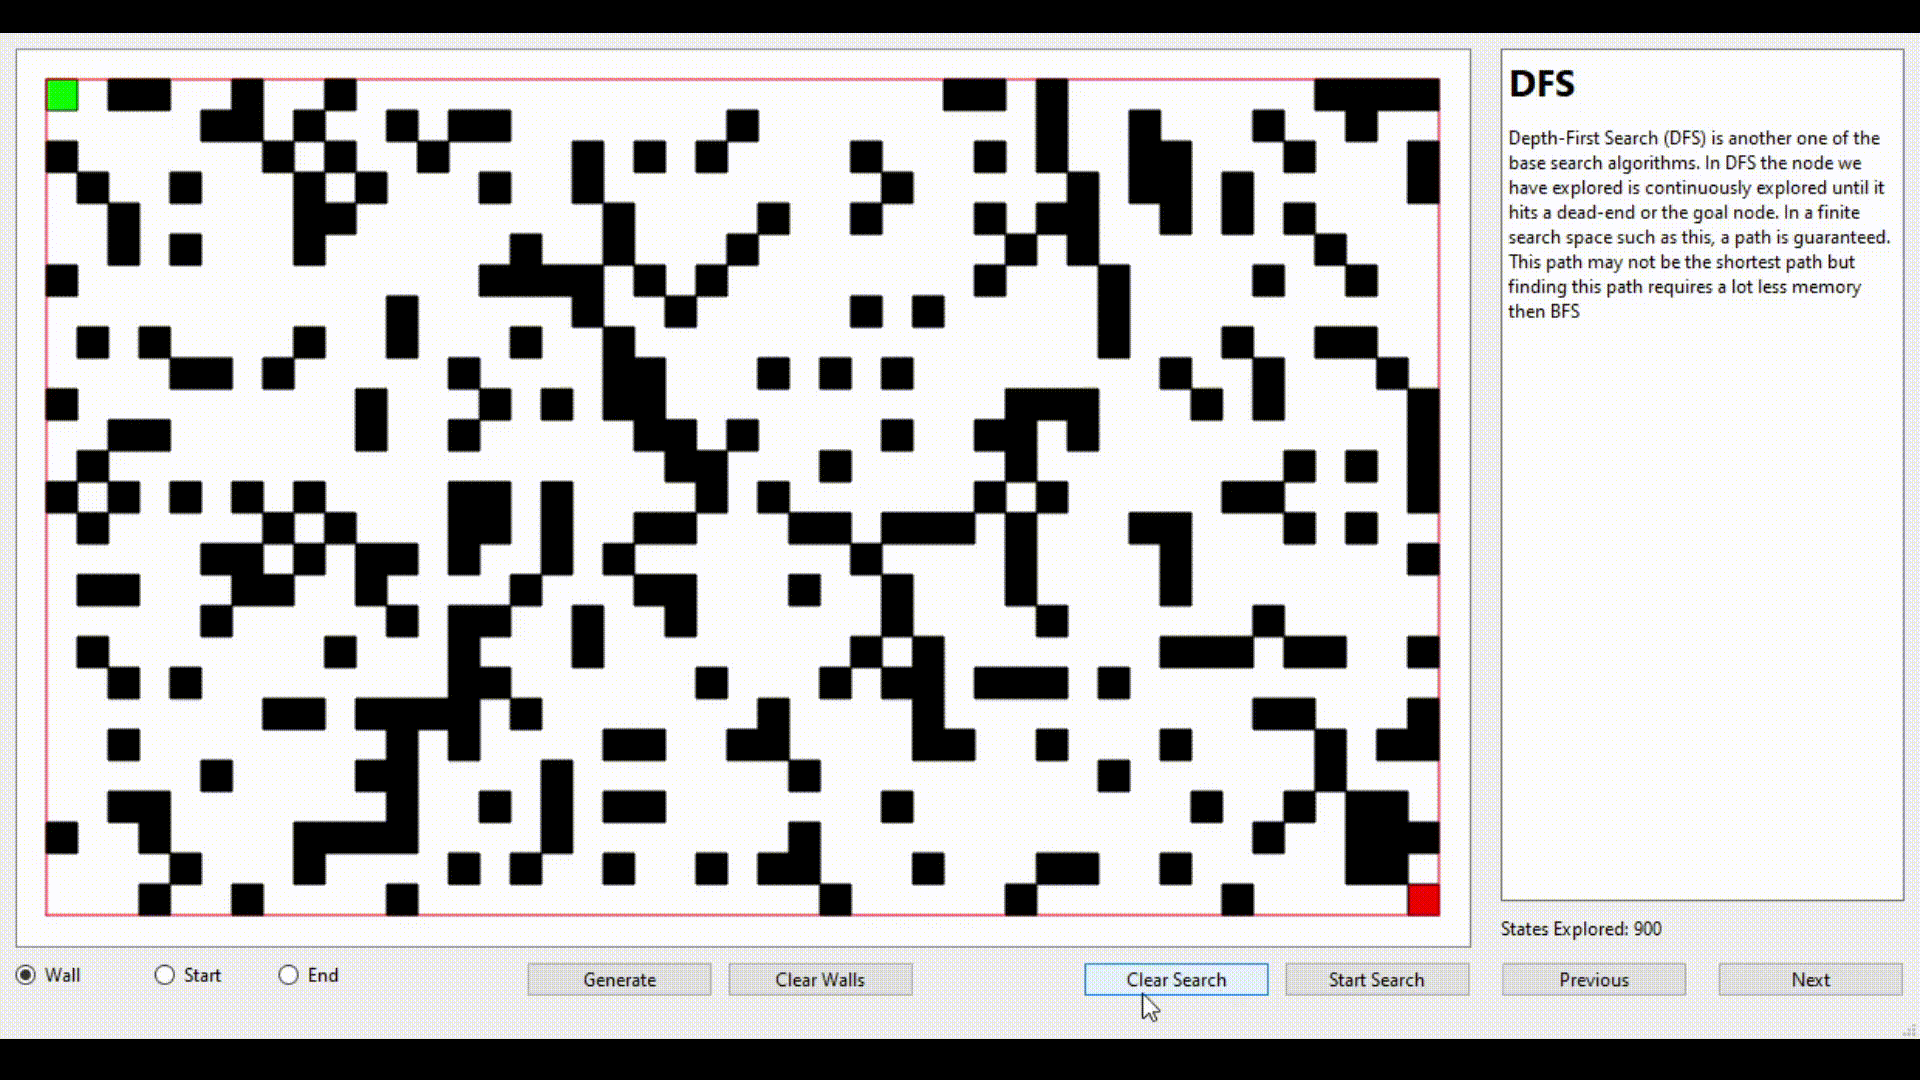 DFS
Depth-First Search (DFS) is another one of the
base search algorithms. In DFS the node we
have explored is continuously explored until it
hits a dead-end or the goal node. In a finite
search space such as this, a path is guaranteed.
This path may not be the shortest path but
finding this path requires a lot less memory
then BFS
States Explored: 900
Wall Start End Generate Clear Walls Clear Search Start Search Previous Next